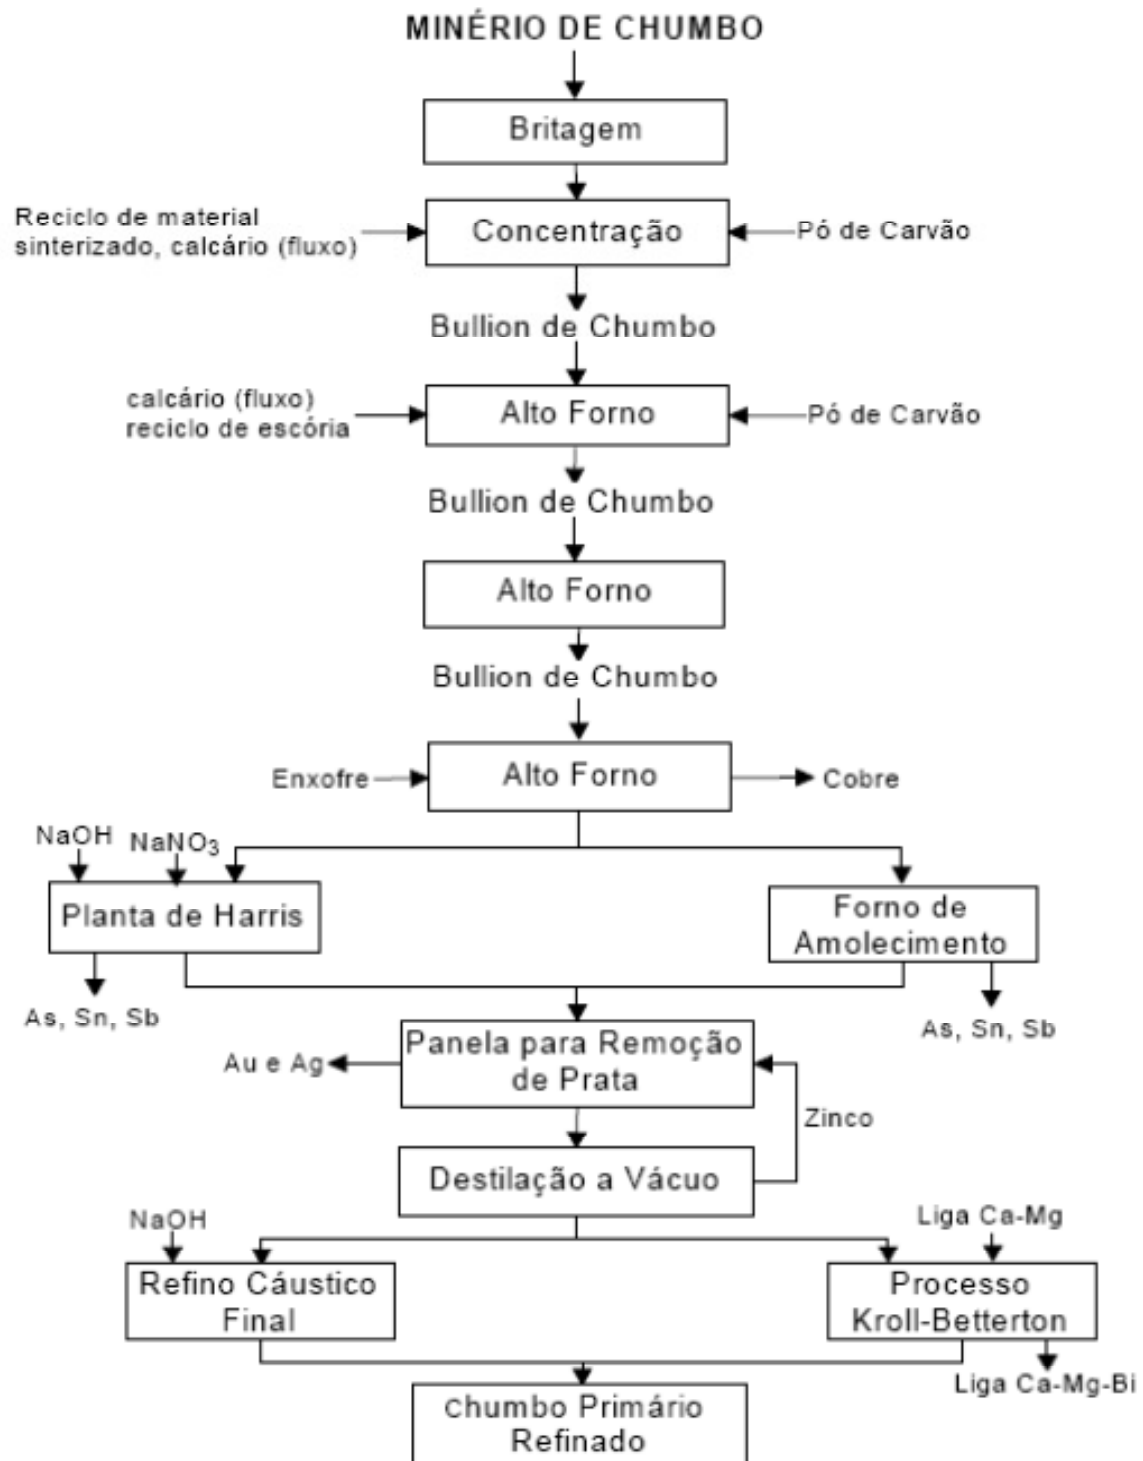 MINÉRIO DE CHUMBO
Britagem
Reciclo de material
sinterizado, calcário (fluxo)
Concentração
Pó de Carvão
Bullion de Chumbo
calcário (fluxo)
reciclo de escória
Alto Forno
Pó de Carvão
Bullion de Chumbo
Alto Forno
Bullion de Chumbo
Enxofre
Alto Forno
Cobre
NaOH
NaNO3
Planta de Harris
Forno de
Amolecimento
As, Sn, Sb
As, Sn, Sb
Au e Ag
Panela para Remoção
de Prata
Zinco
Destilação a Vácuo
NaOH
Liga Ca-Mg
Refino Cáustico
Final
Processo
Kroll-Betterton
Liga Ca-Mg-Bi
Chumbo Primário
Refinado